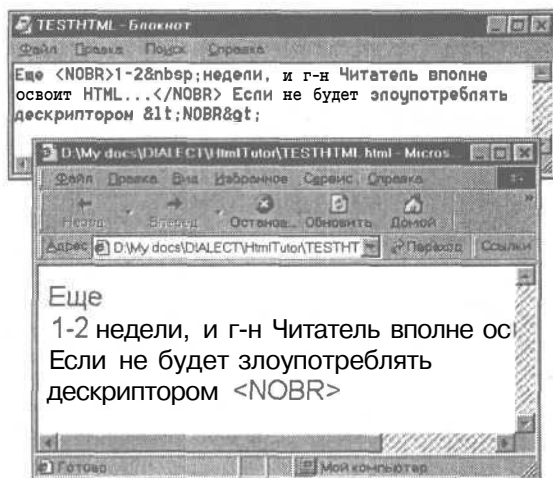 TESTHTML - Блокнот
Файл Правка Поиск Справка
Еще <NOBR>1-2&nbsp;недели, и г-н Читатель вполне
освоит HTML...</NOBR> Если не будет злоупотреблять
дескриптором &lt;NOBR&gt;
D:\My docs\DIALECT\HtmlTutor\TESTHTML.html - Micros
Файл Правка Вид Избранное Сервис Справка
Назад Вперед Останов... Обновить Домой
Адрес D:\My docs\DIALECT\HtmlTutor\TESTHT Переход Ссылки
Еще
1-2 недели, и г-н Читатель вполне ос
Если не будет злоупотреблять
дескриптором <NOBR>
Готово Мой компьютер